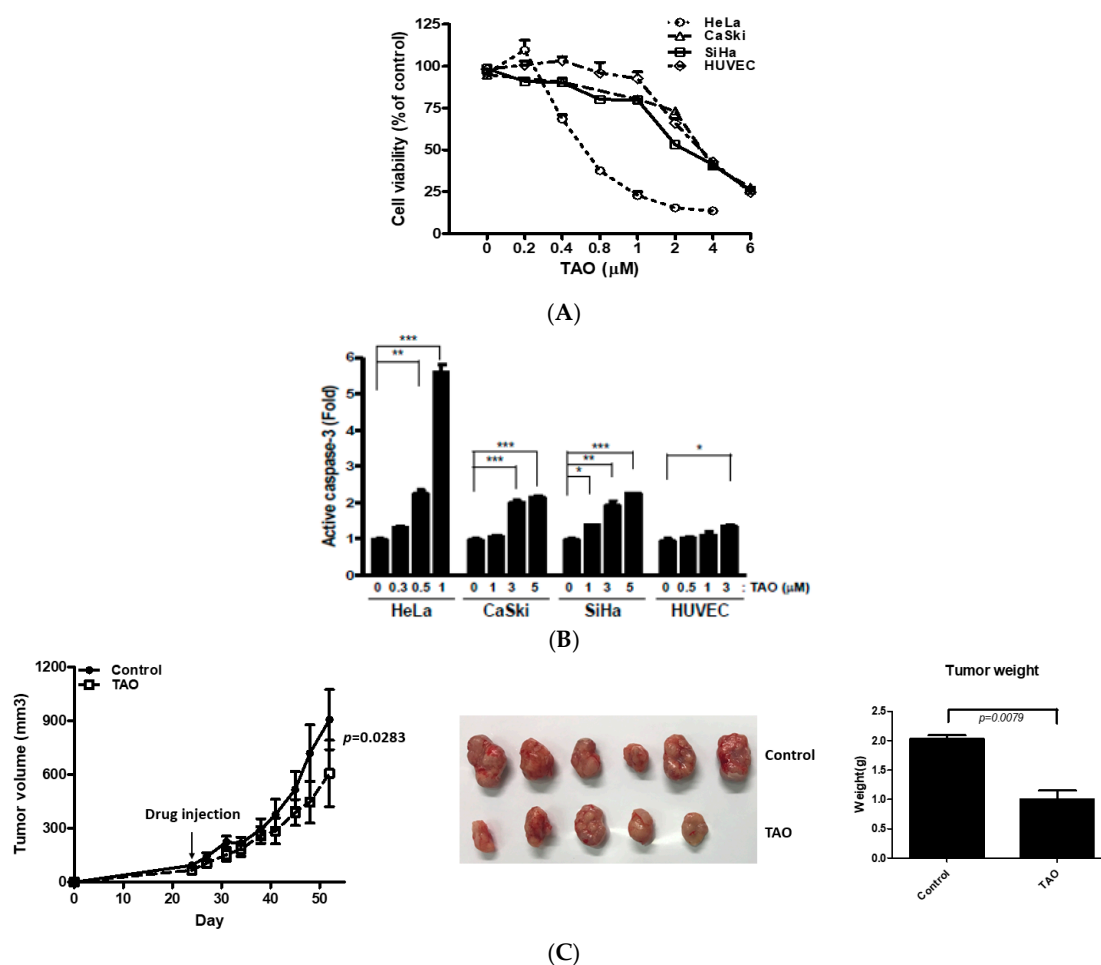 HeLa
CaSki
SiHa
HUVEC
Cell viability (% of control)
125
100
75
50
25
0
0 0.2 0.4 0.8 1 2 4 6
TAO (μM)
(A)
Active caspase-3 (Fold)
6
5
4
3
2
1
0
*** ** *** *** *** ** * *
0 0.3 0.5 1 0 1 3 5 0 1 3 5 0 0.5 1 3 : TAO (μM)
HeLa CaSki SiHa HUVEC
(B)
Tumor volume (mm3)
1200
900
600
300
0
Control
TAO
p=0.0283
Drug injection
0 10 20 30 40 50
Day
Control
TAO
Tumor weight
p=0.0079
Weight(g)
2.5
2.0
1.5
1.0
0.5
0.0
Control TAO
(C)